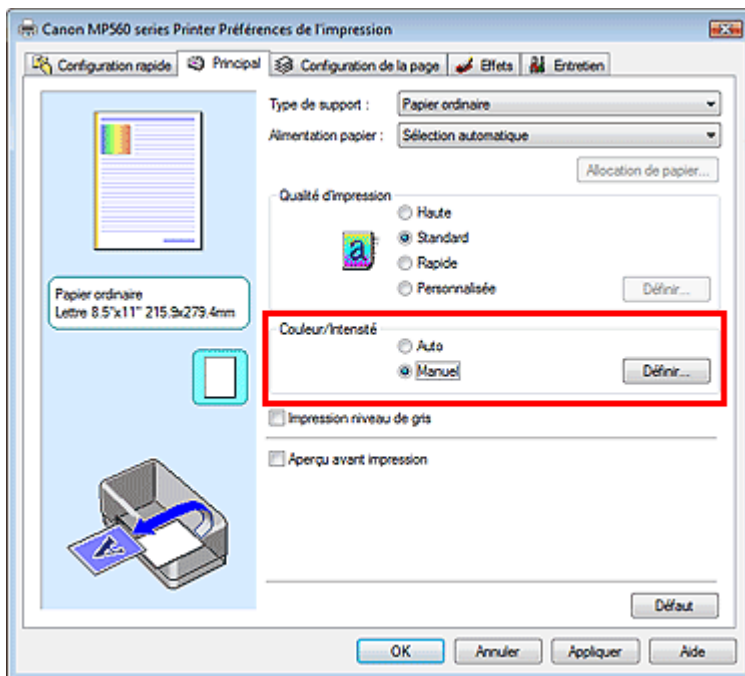 Canon MP560 series Printer Préférences de l'impression
Configuration rapide Principal Configuration de la page Effets Entretien
Type de support : Papier ordinaire
Alimentation papier : Sélection automatique
Allocation de papier...
Qualité d'impression
Haute
a
Standard
Rapide
Personnalisée Définir...
Papier ordinaire
Lettre 8.5"x11" 215.9x279.4mm
Couleur/Intensité
Auto
Manuel Définir...
Impression niveau de gris
Aperçu avant impression
A
Défaut
OK Annuler Appliquer Aide